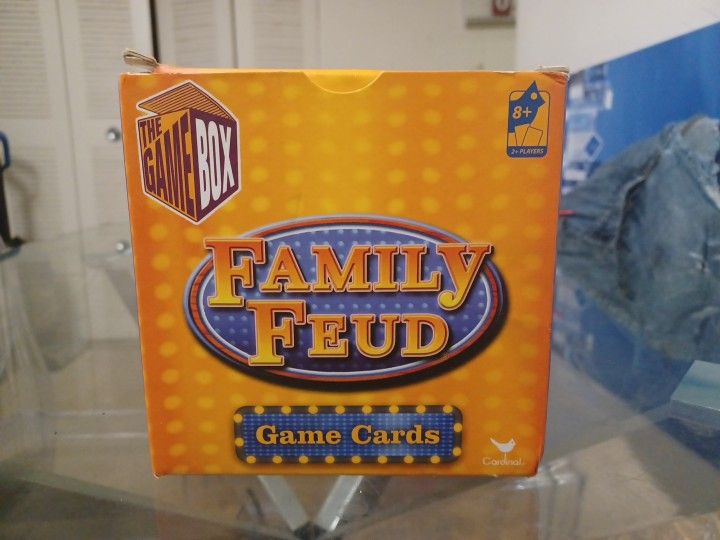 THE
GAME
BOX
8+
2+ PLAYERS
FAMILY
FEUD
Game Cards
Cardinal